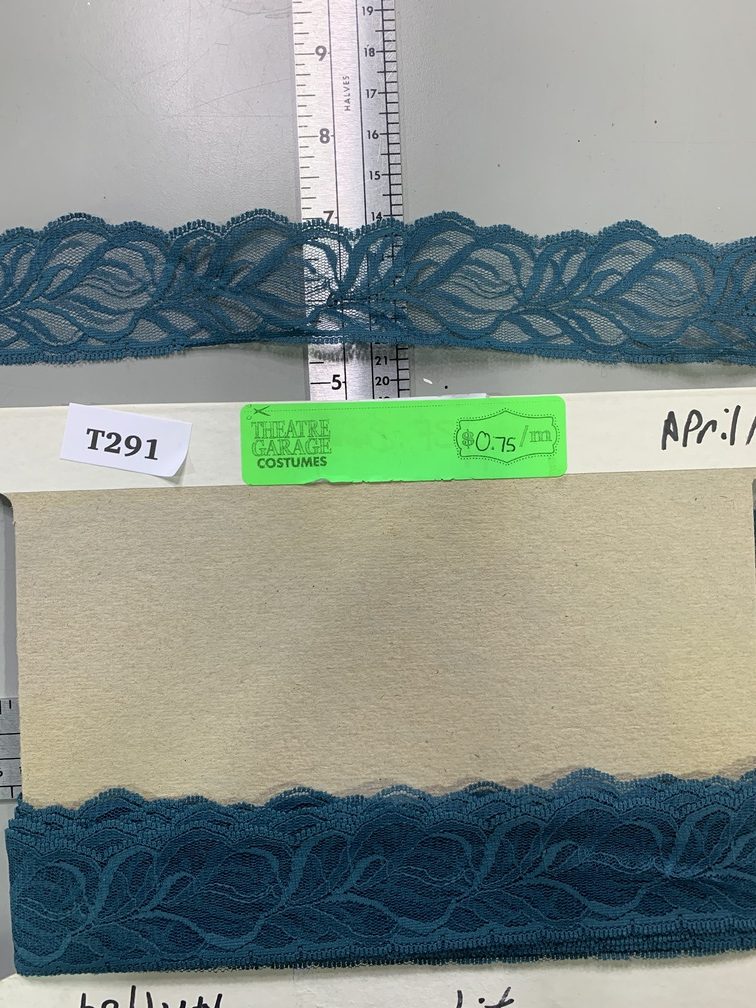 19
9
18
HALVES
17
8
16
15
7
14
6
21
5
20
T291
THEATRE
GARAGE
COSTUMES
$0.75/m
April